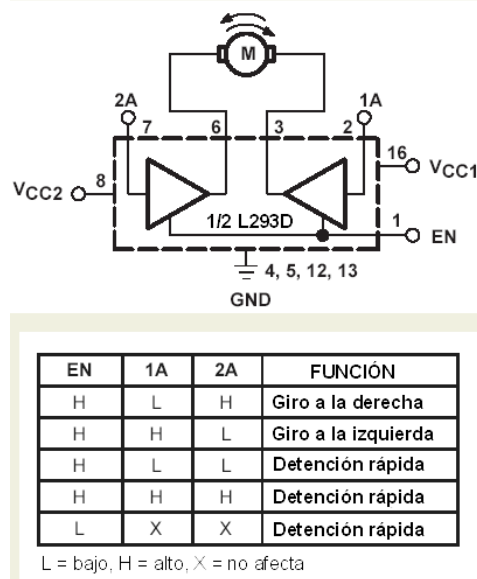 M
2A
1A
7
6
3
2
16
VCC1
VCC2
8
1/2 L293D
1
EN
4, 5, 12, 13
GND
EN 1A 2A FUNCIÓN
H L H Giro a la derecha
H H L Giro a la izquierda
H L L Detención rápida
H H H Detención rápida
L X X Detención rápida
L = bajo, H = alto, X = no afecta